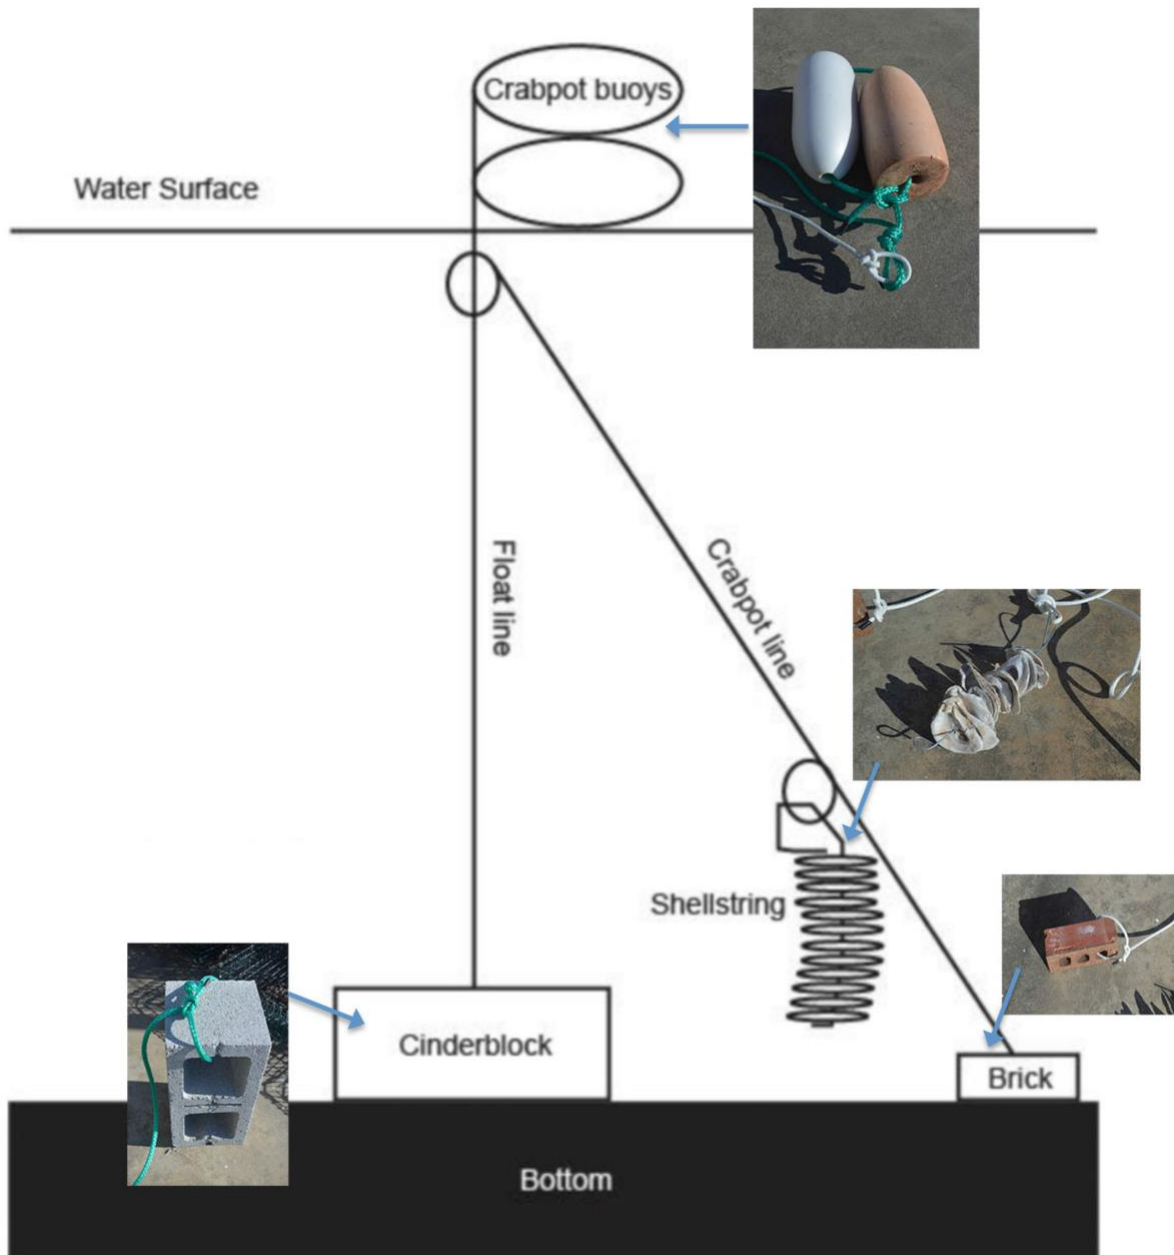 Crabpot buoys
Water Surface
Float line
Crabpot line
Shellstring
Cinderblock
Brick
Bottom